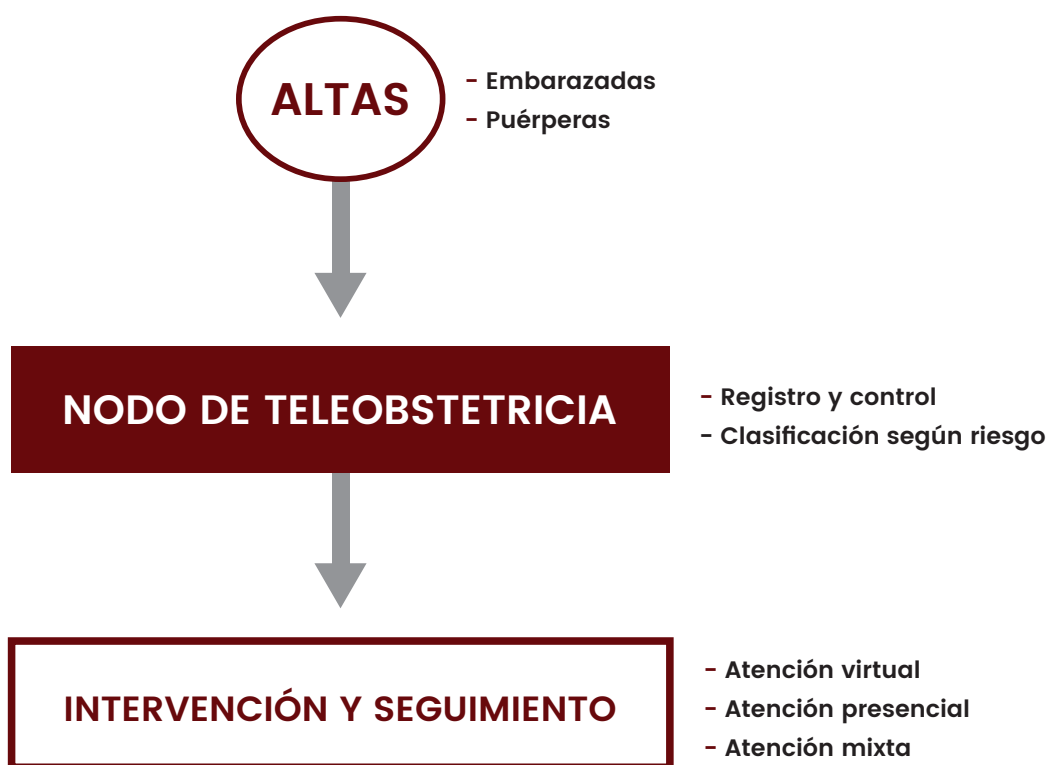 ALTAS
- Embarazadas
- Puérperas
NODO DE TELEOBSTETRICIA
- Registro y control
- Clasificación según riesgo
INTERVENCIÓN Y SEGUIMIENTO
- Atención virtual
- Atención presencial
- Atención mixta